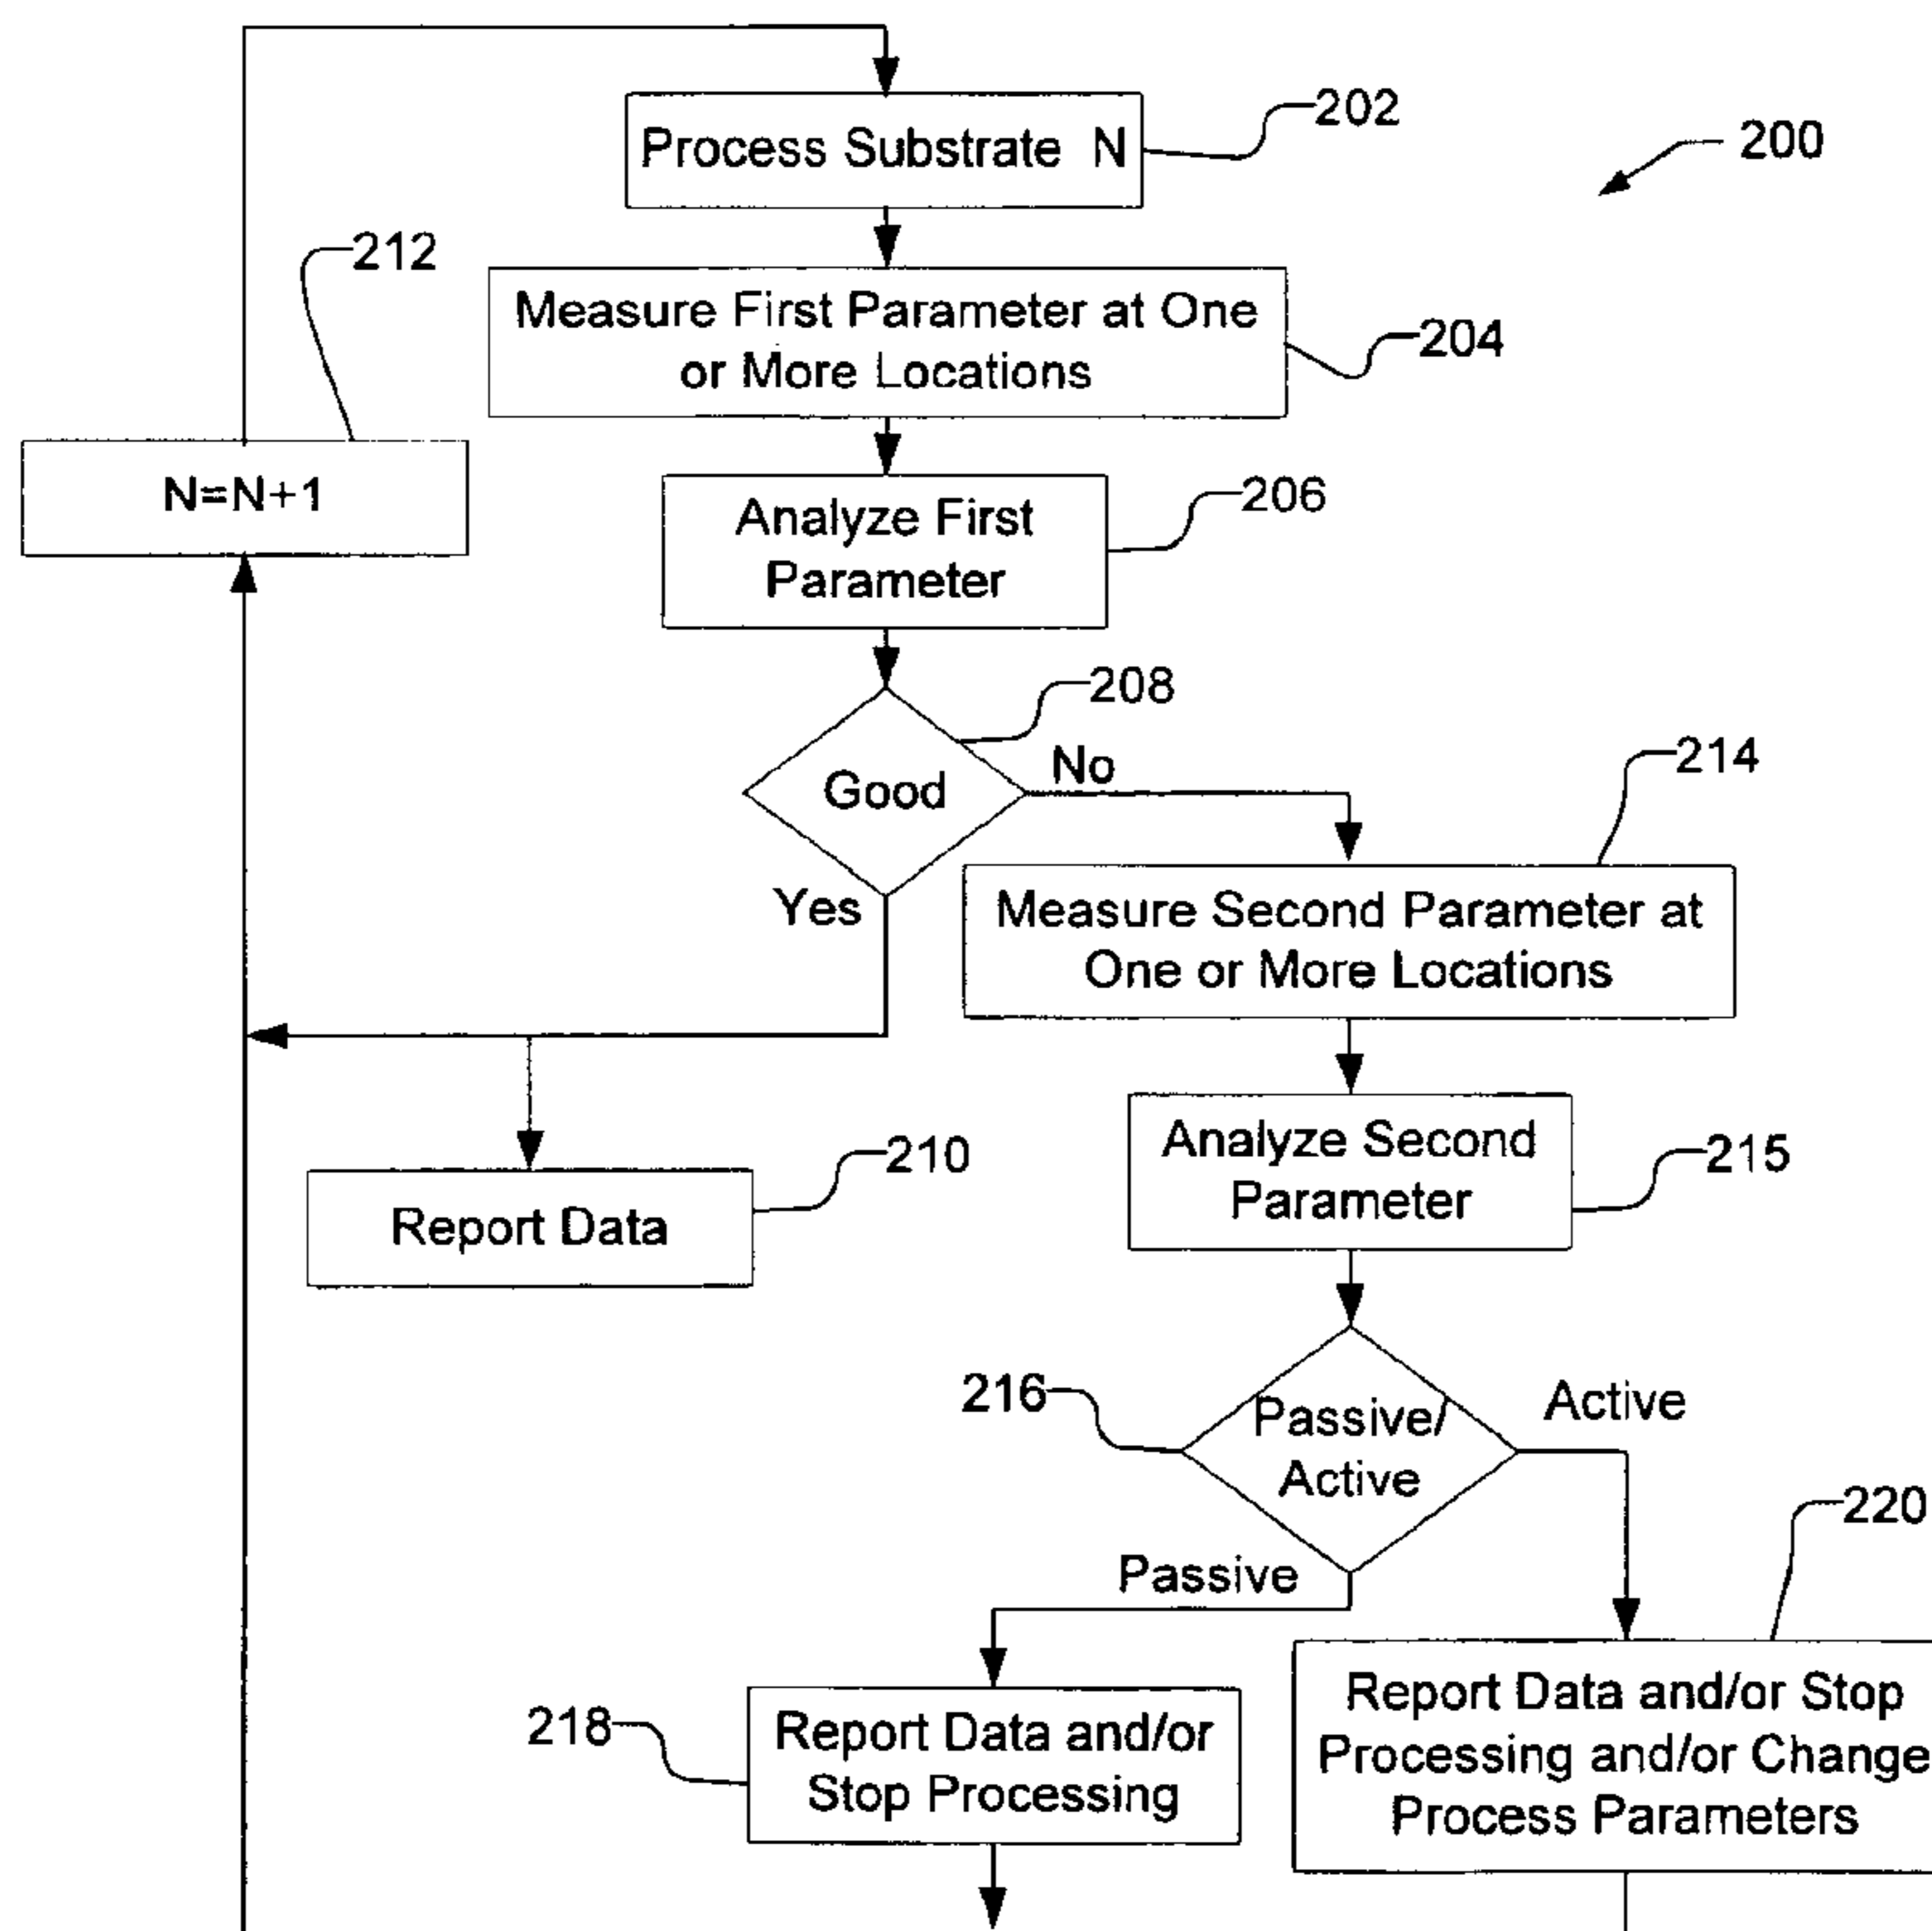 Process Substrate N
202
200
212
Measure First Parameter at One
or More Locations
204
N=N+1
Analyze First
Parameter
206
208
Good
No
Yes
214
Measure Second Parameter at
One or More Locations
Analyze Second
Parameter
215
210
Report Data
216
Passive/
Active
Active
Passive
220
218
Report Data and/or
Stop Processing
Report Data and/or Stop
Processing and/or Change
Process Parameters